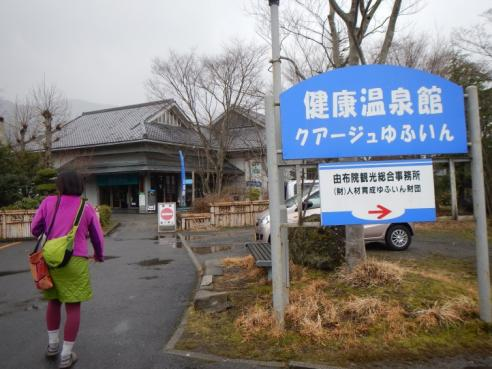 健康温泉館
クアージュゆふいん
由布院観光総合事務所
(財)人材育成ゆふいん財団